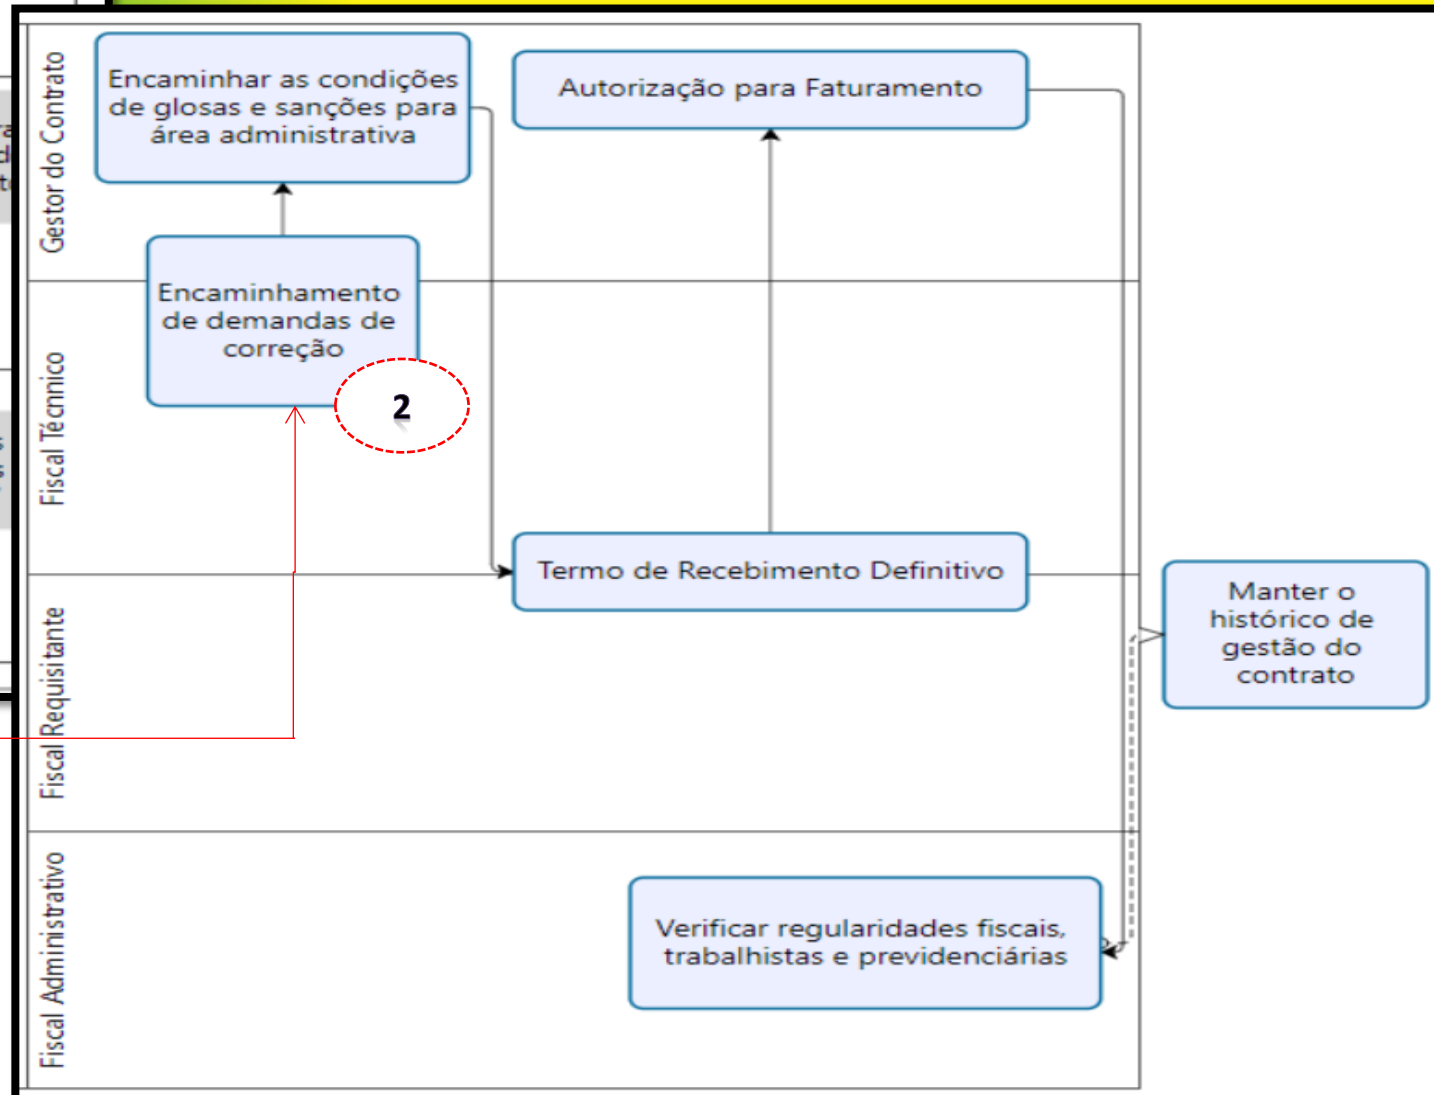 Gestor do Contrato
Encaminhar as condições
de glosas e sanções para
área administrativa
Autorização para Faturamento
Fiscal Técnnico
Encaminhamento
de demandas de
correção
2
Termo de Recebimento Definitivo
Fiscal Requisitante
Manter o
histórico de
gestão do
contrato
Fiscal Administrativo
Verificar regularidades fiscais,
trabalhistas e previdenciárias